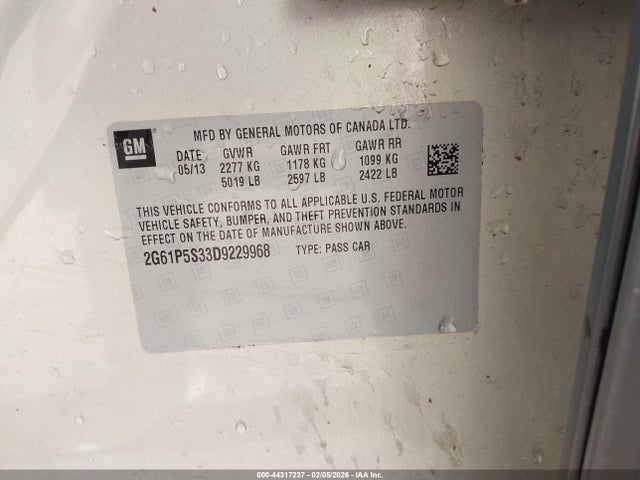 GM
MFD BY GENERAL MOTORS OF CANADA LTD.
DATE GVWR GAWR FRT GAWR RR
05/13 2277 KG 1178 KG 1099 KG
5019 LB 2597 LB 2422 LB
THIS VEHICLE CONFORMS TO ALL APPLICABLE U.S. FEDERAL MOTOR
VEHICLE SAFETY, BUMPER, AND THEFT PREVENTION STANDARDS IN
EFFECT ON THE DATE OF MANUFACTURE SHOWN ABOVE.
2G61P5S33D9229968 TYPE: PASS CAR
000-44317237 - 02/05/2026 - IAAI, Inc.